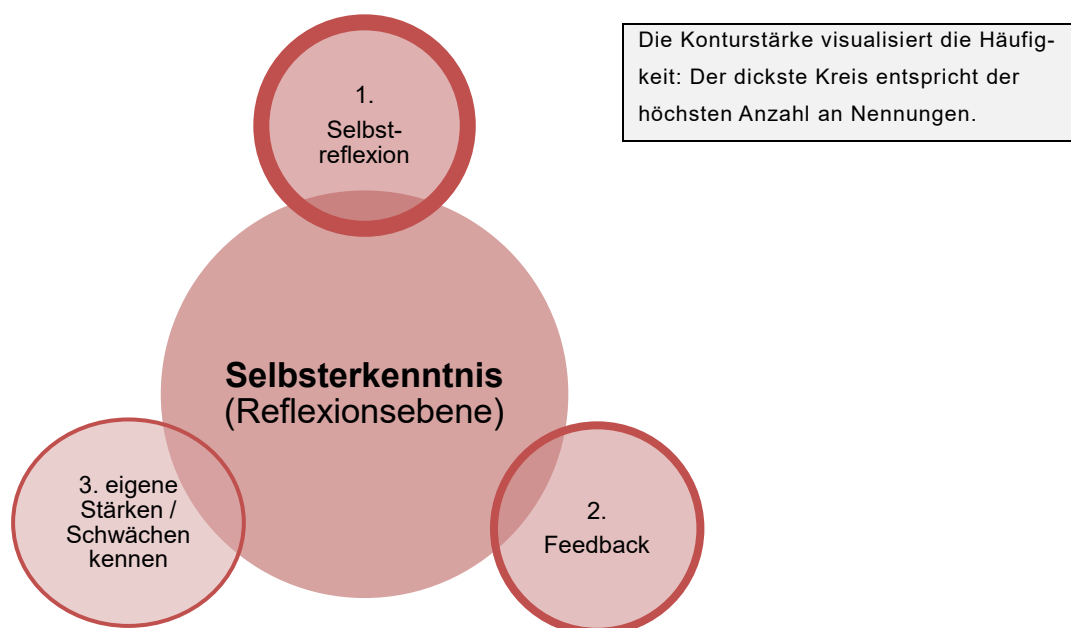 Die Konturstärke visualisiert die Häufig-
keit: Der dickste Kreis entspricht der
höchsten Anzahl an Nennungen.
1.
Selbst-
reflexion
Selbsterkenntnis
(Reflexionsebene)
3. eigene
Stärken /
Schwächen
kennen
2.
Feedback